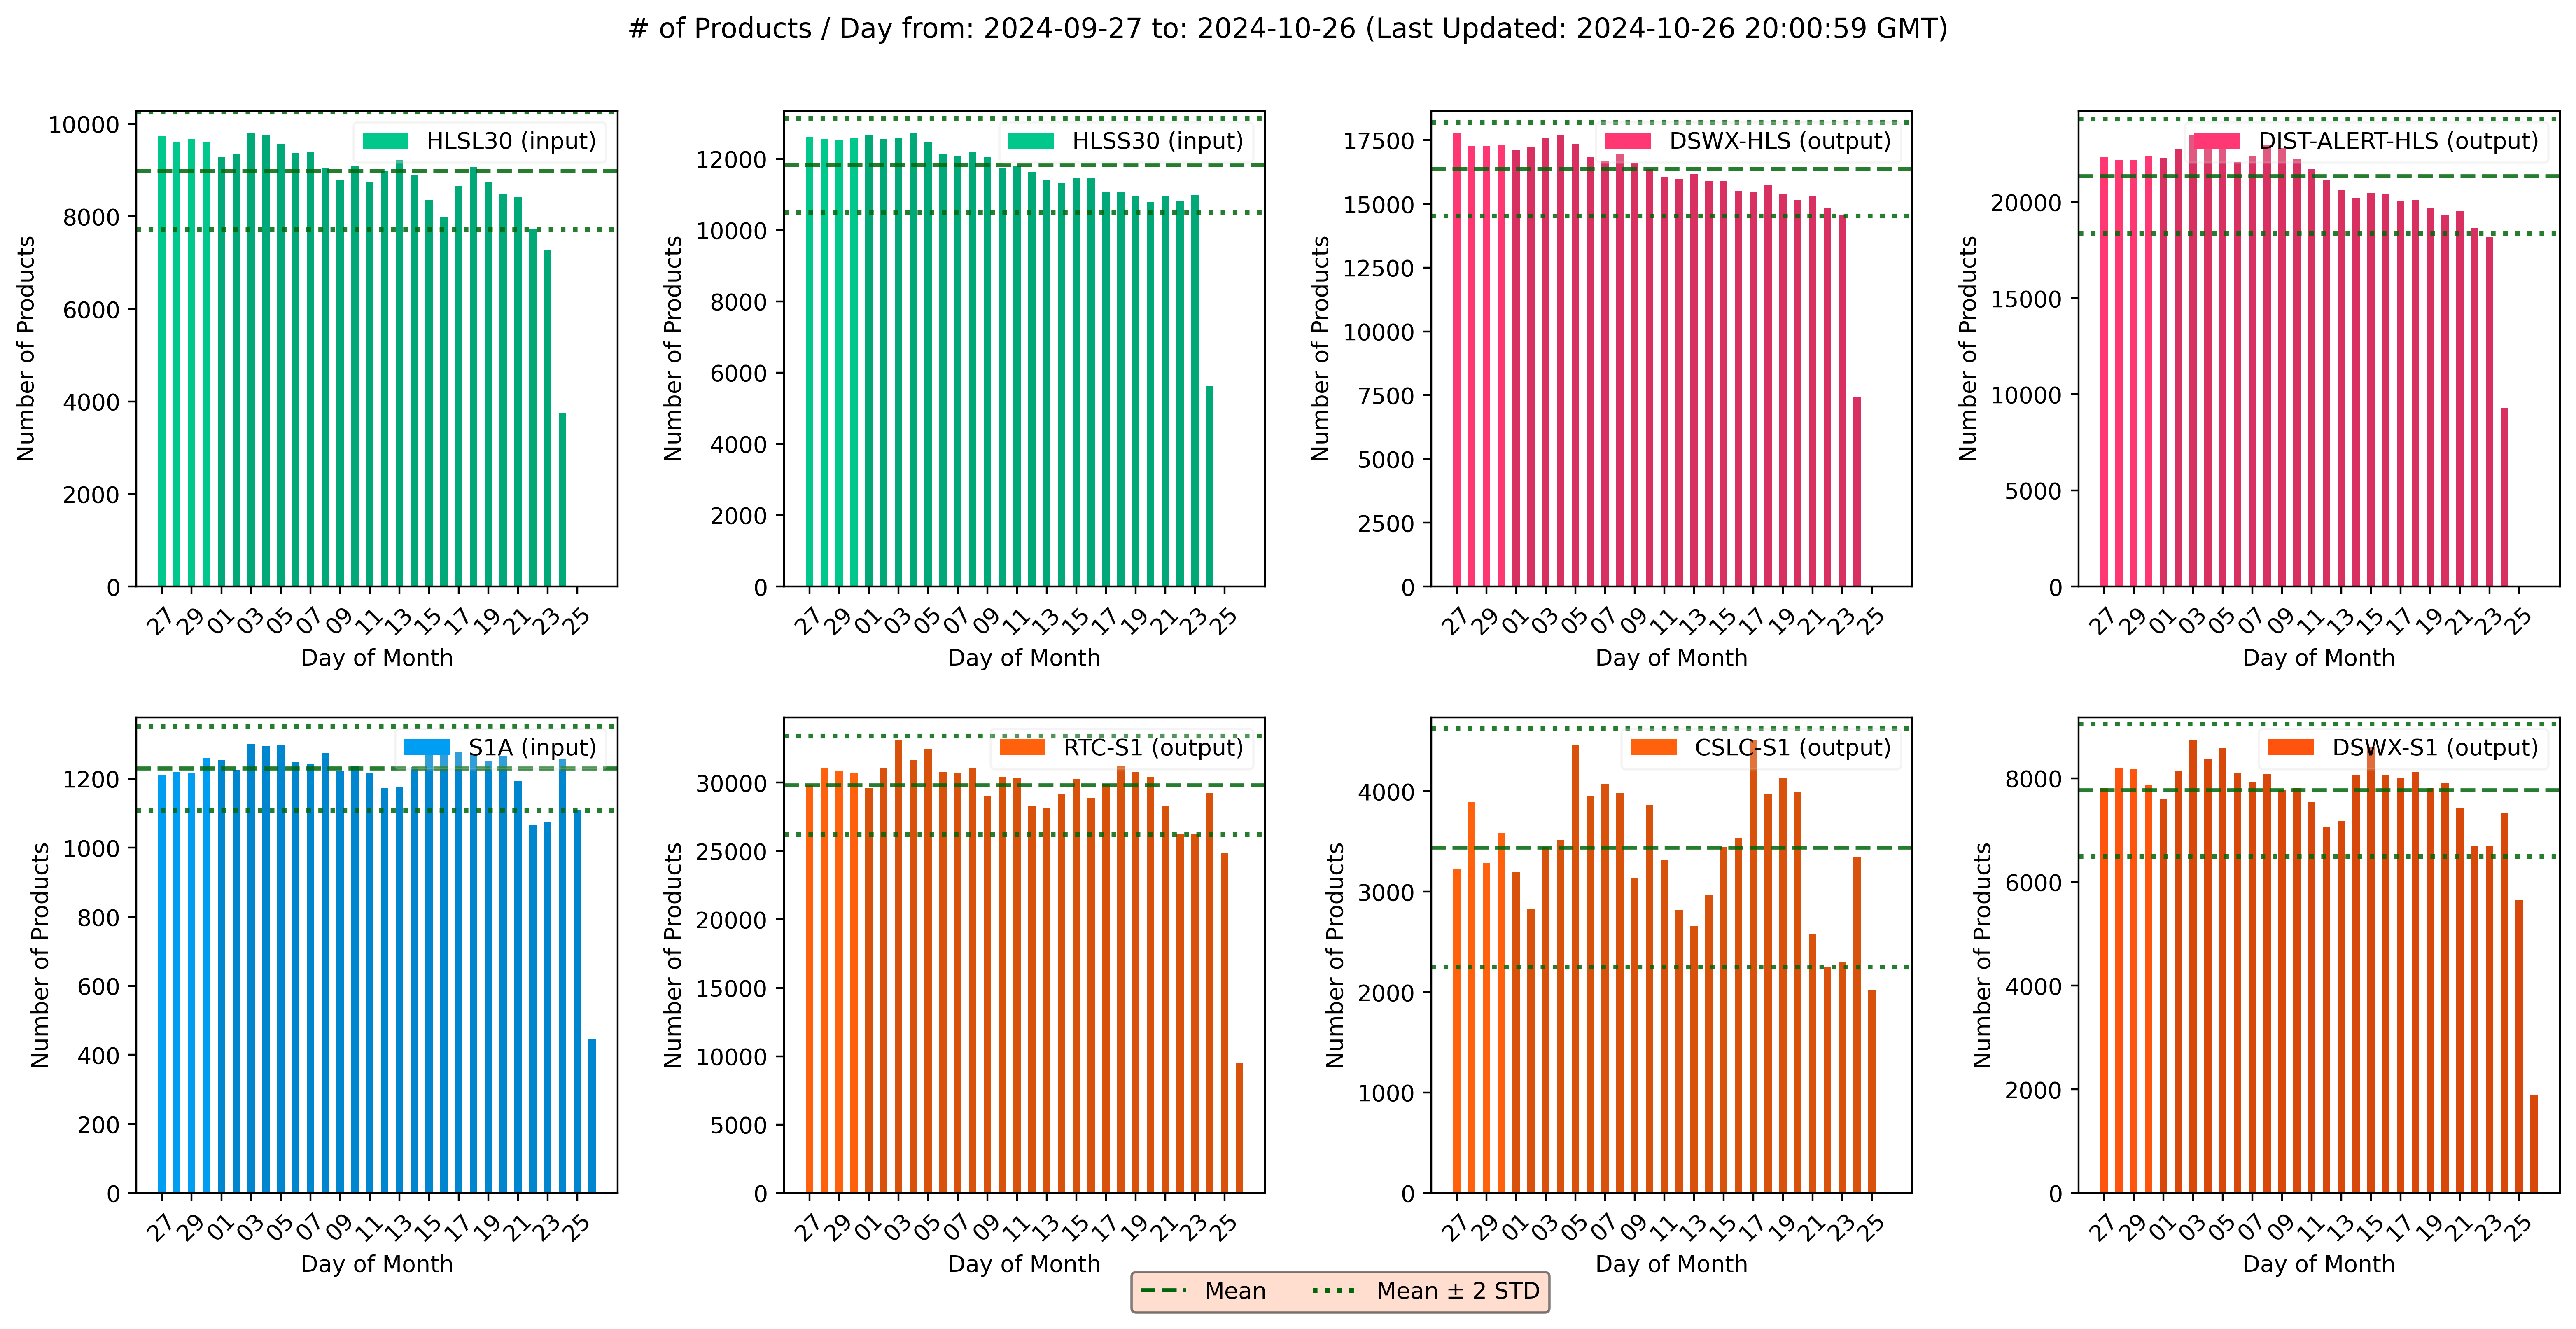 # of Products / Day from: 2024-09-27 to: 2024-10-26 (Last Updated: 2024-10-26 20:00:59 GMT)
HLSL30 (input)
Number of Products
10000
8000
6000
4000
2000
0
27 29 01 03 05 07 09 11 13 15 17 19 21 23 25
Day of Month
HLSS30 (input)
Number of Products
12000
10000
8000
6000
4000
2000
0
27 29 01 03 05 07 09 11 13 15 17 19 21 23 25
Day of Month
DSWX-HLS (output)
Number of Products
17500
15000
12500
10000
7500
5000
2500
0
27 29 01 03 05 07 09 11 13 15 17 19 21 23 25
Day of Month
DIST-ALERT-HLS (output)
Number of Products
20000
15000
10000
5000
0
27 29 01 03 05 07 09 11 13 15 17 19 21 23 25
Day of Month
S1A (input)
Number of Products
1200
1000
800
600
400
200
0
27 29 01 03 05 07 09 11 13 15 17 19 21 23 25
Day of Month
RTC-S1 (output)
Number of Products
30000
25000
20000
15000
10000
5000
0
27 29 01 03 05 07 09 11 13 15 17 19 21 23 25
Day of Month
CSLC-S1 (output)
Number of Products
4000
3000
2000
1000
0
27 29 01 03 05 07 09 11 13 15 17 19 21 23 25
Day of Month
DSWX-S1 (output)
Number of Products
8000
6000
4000
2000
0
27 29 01 03 05 07 09 11 13 15 17 19 21 23 25
Day of Month
Mean
Mean ± 2 STD